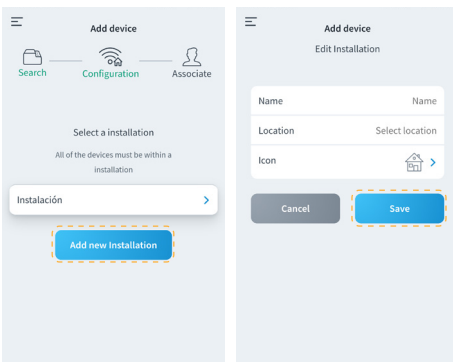 Add device
Search
Configuration
Associate
Select a installation
All of the devices must be within a
installation
Instalación
Add new Installation
Add device
Edit Installation
Name
Name
Location
Select location
Icon
Cancel
Save